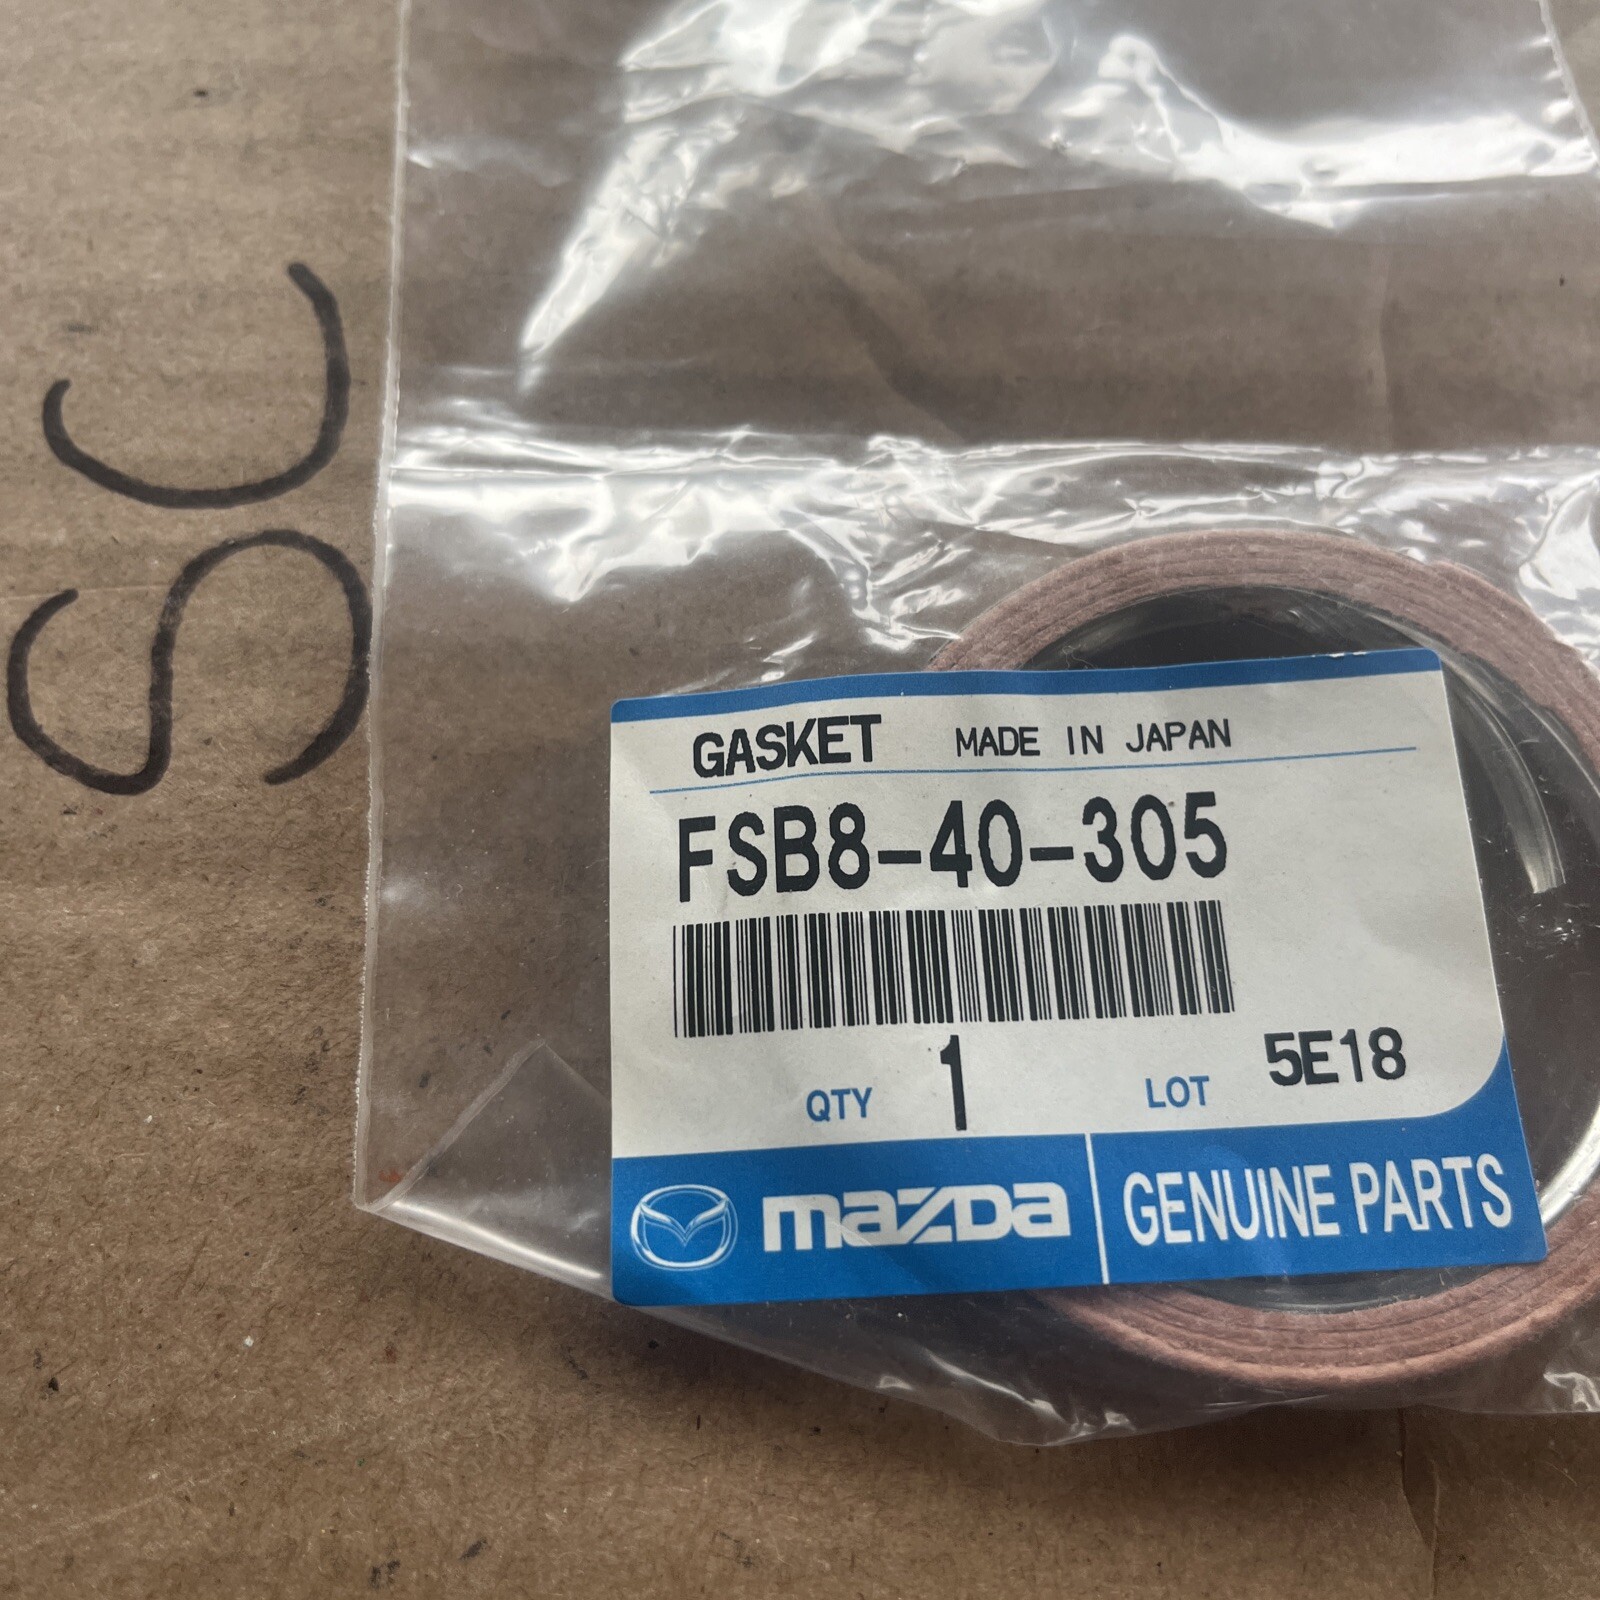 SC
GASKET MADE IN JAPAN
FSB8-40-305
QTY 1 LOT 5E18
mazda GENUINE PARTS